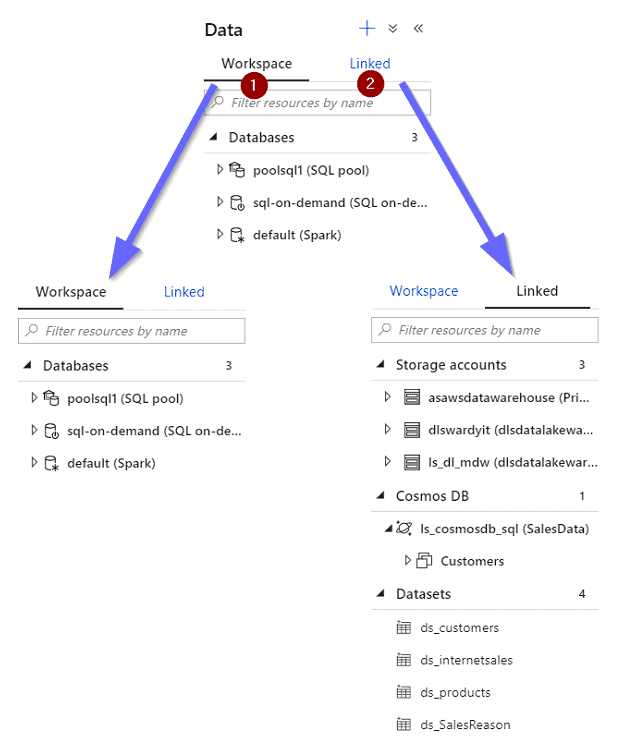 Data
Workspace Linked
1 2
Filter resources by name
Databases 3
poolsql1 (SQL pool)
sql-on-demand (SQL on-de...
default (Spark)
Workspace Linked
Filter resources by name
Databases 3
poolsql1 (SQL pool)
sql-on-demand (SQL on-de...
default (Spark)
Workspace Linked
Filter resources by name
Storage accounts 3
asawsdatawarehouse (Pri...
dlswardyit (dlsdatalakewa...
ls_dl_mdw (dlsdatalakewar...
Cosmos DB 1
ls_cosmosdb_sql (SalesData)
Customers
Datasets 4
ds_customers
ds_internetsales
ds_products
ds_SalesReason